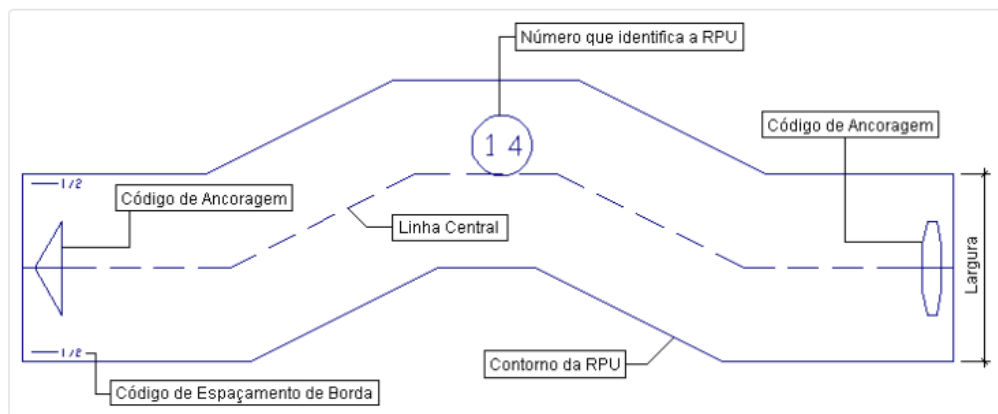 Número que identifica a RPU
14
Código de Ancoragem
1/2
Código de Ancoragem
Linha Central
Largura
1/2
Contorno da RPU
Código de Espaçamento de Borda